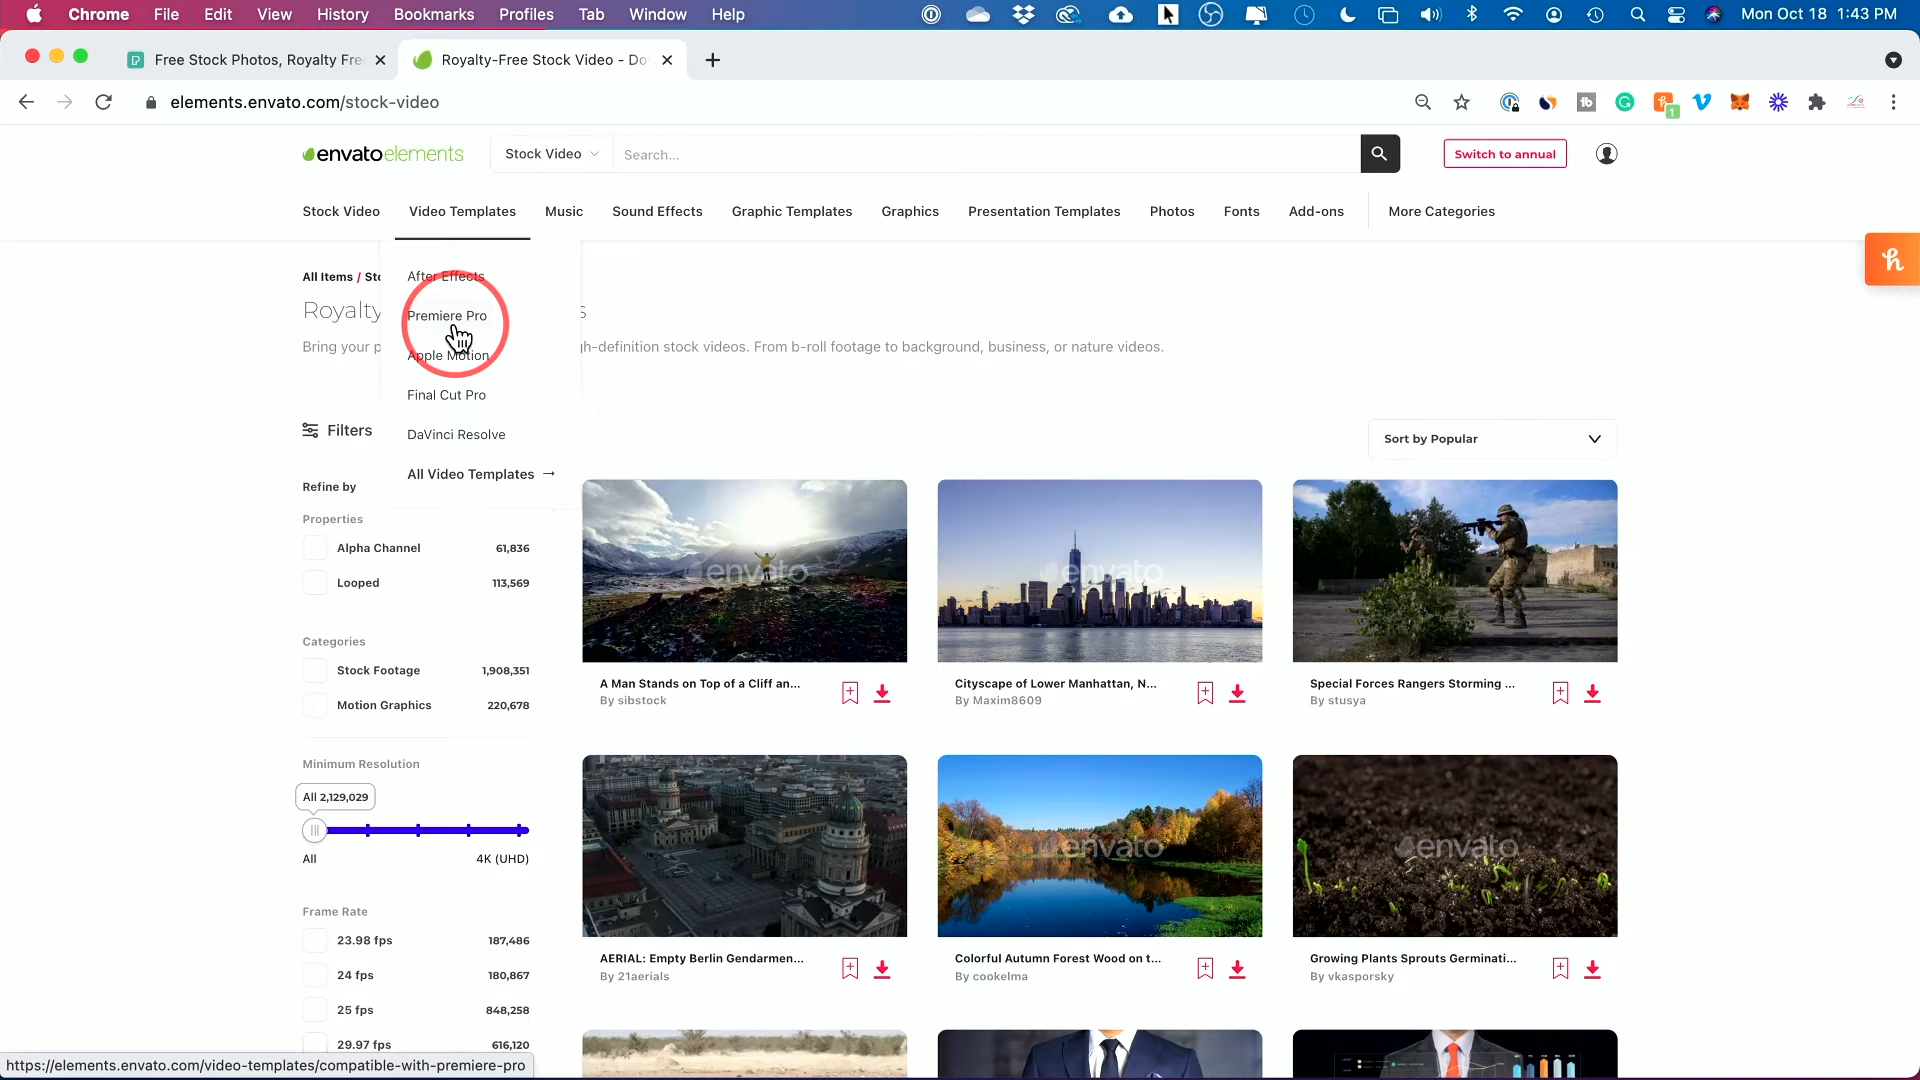 Chrome File Edit View History Bookmarks Profiles Tab Window Help Mon Oct 18 1:43 PM
Free Stock Photos, Royalty Fre Royalty-Free Stock Video - Do
elements.envato.com/stock-video
1
envatoelements Stock Video Search... Switch to annual
Stock Video Video Templates Music Sound Effects Graphic Templates Graphics Presentation Templates Photos Fonts Add-ons More Categories
All Items / Sto
After Effects
Royalty s
Premiere Pro
Bring your p gh-definition stock videos. From b-roll footage to background, business, or nature videos.
Apple Motion
Final Cut Pro
DaVinci Resolve
All Video Templates →
Filters
Sort by Popular
Refine by
Properties
Alpha Channel 61,836
Looped 113,569
Categories
Stock Footage 1,908,351
Motion Graphics 220,678
Minimum Resolution
All 2,129,029
All 4K (UHD)
Frame Rate
23.98 fps 187,486
24 fps 180,867
25 fps 848,258
29.97 fps 616,120
envato
envato
A Man Stands on Top of a Cliff an...
By sibstock
Cityscape of Lower Manhattan, N...
By Maxim8609
Special Forces Rangers Storming ...
By stusya
envato
envato
AERIAL: Empty Berlin Gendarmen...
By 21aerials
Colorful Autumn Forest Wood on t...
By cookelma
Growing Plants Sprouts Germinati...
By vkasporsky
https://elements.envato.com/video-templates/compatible-with-premiere-pro